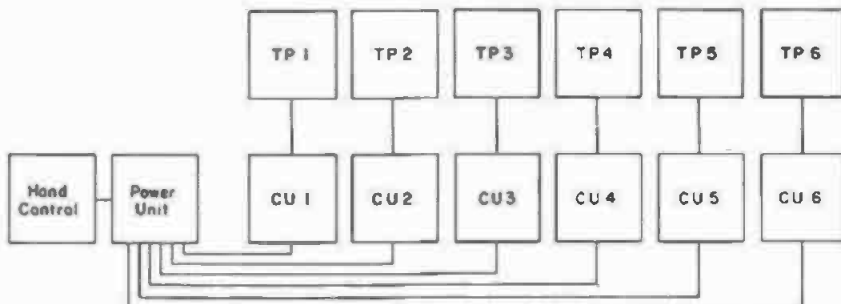 TP 1
TP 2
TP 3
TP 4
TP 5
TP 6
Hand
Control
Power
Unit
CU 1
CU 2
CU 3
CU 4
CU 5
CU 6